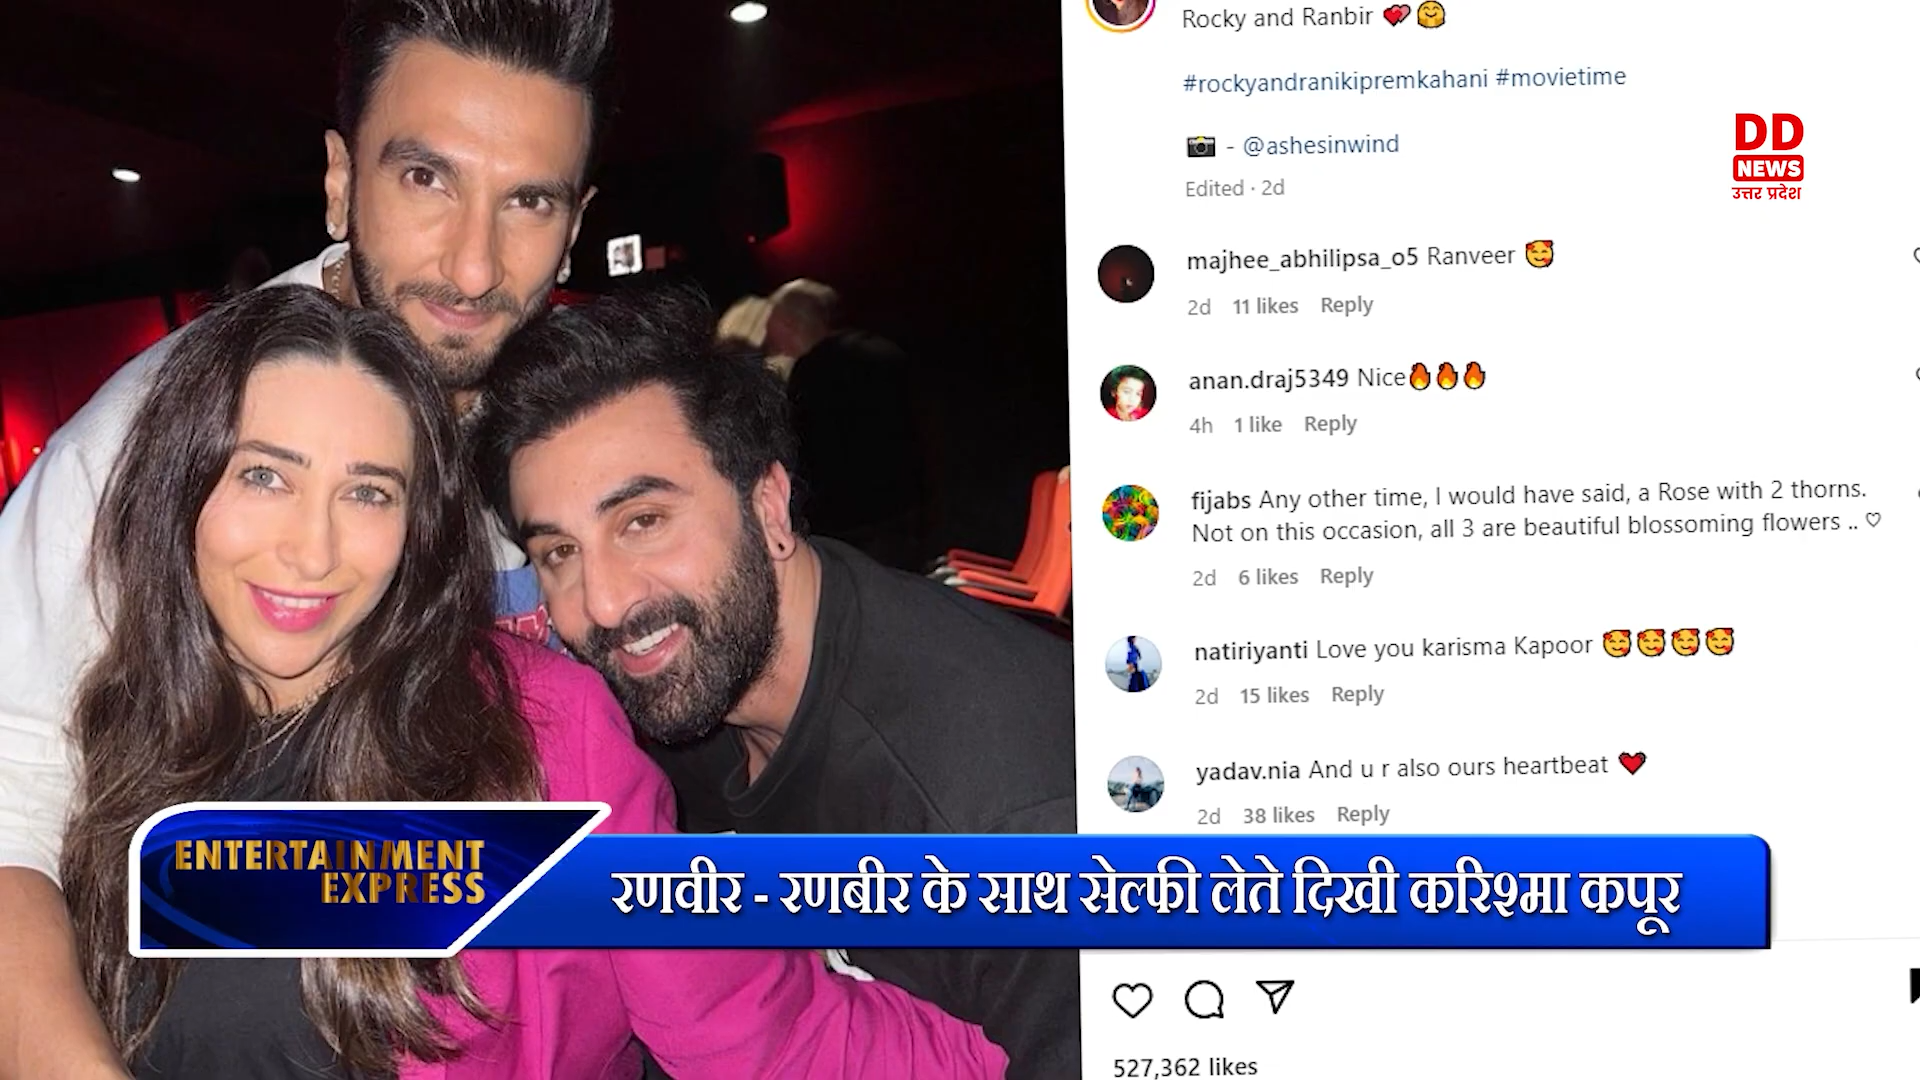 Rocky and Ranbir 💞 🤗
#rockyandranikipremkahani #movietime
📷 - @ashesinwind
Edited · 2d
DD
NEWS
उत्तर प्रदेश
majhee_abhilipsa_o5 Ranveer 🥰
2d 11 likes Reply
anan.draj5349 Nice🔥🔥🔥
4h 1 like Reply
fijabs Any other time, I would have said, a Rose with 2 thorns.
Not on this occasion, all 3 are beautiful blossoming flowers .. ♡
2d 6 likes Reply
natiriyanti Love you karisma Kapoor 🥰🥰🥰🥰
2d 15 likes Reply
yadav.nia And u r also ours heartbeat ❤️
2d 38 likes Reply
ENTERTAINMENT
EXPRESS
रणवीर - रणबीर के साथ सेल्फी लेते दिखी करिश्मा कपूर
527,362 likes